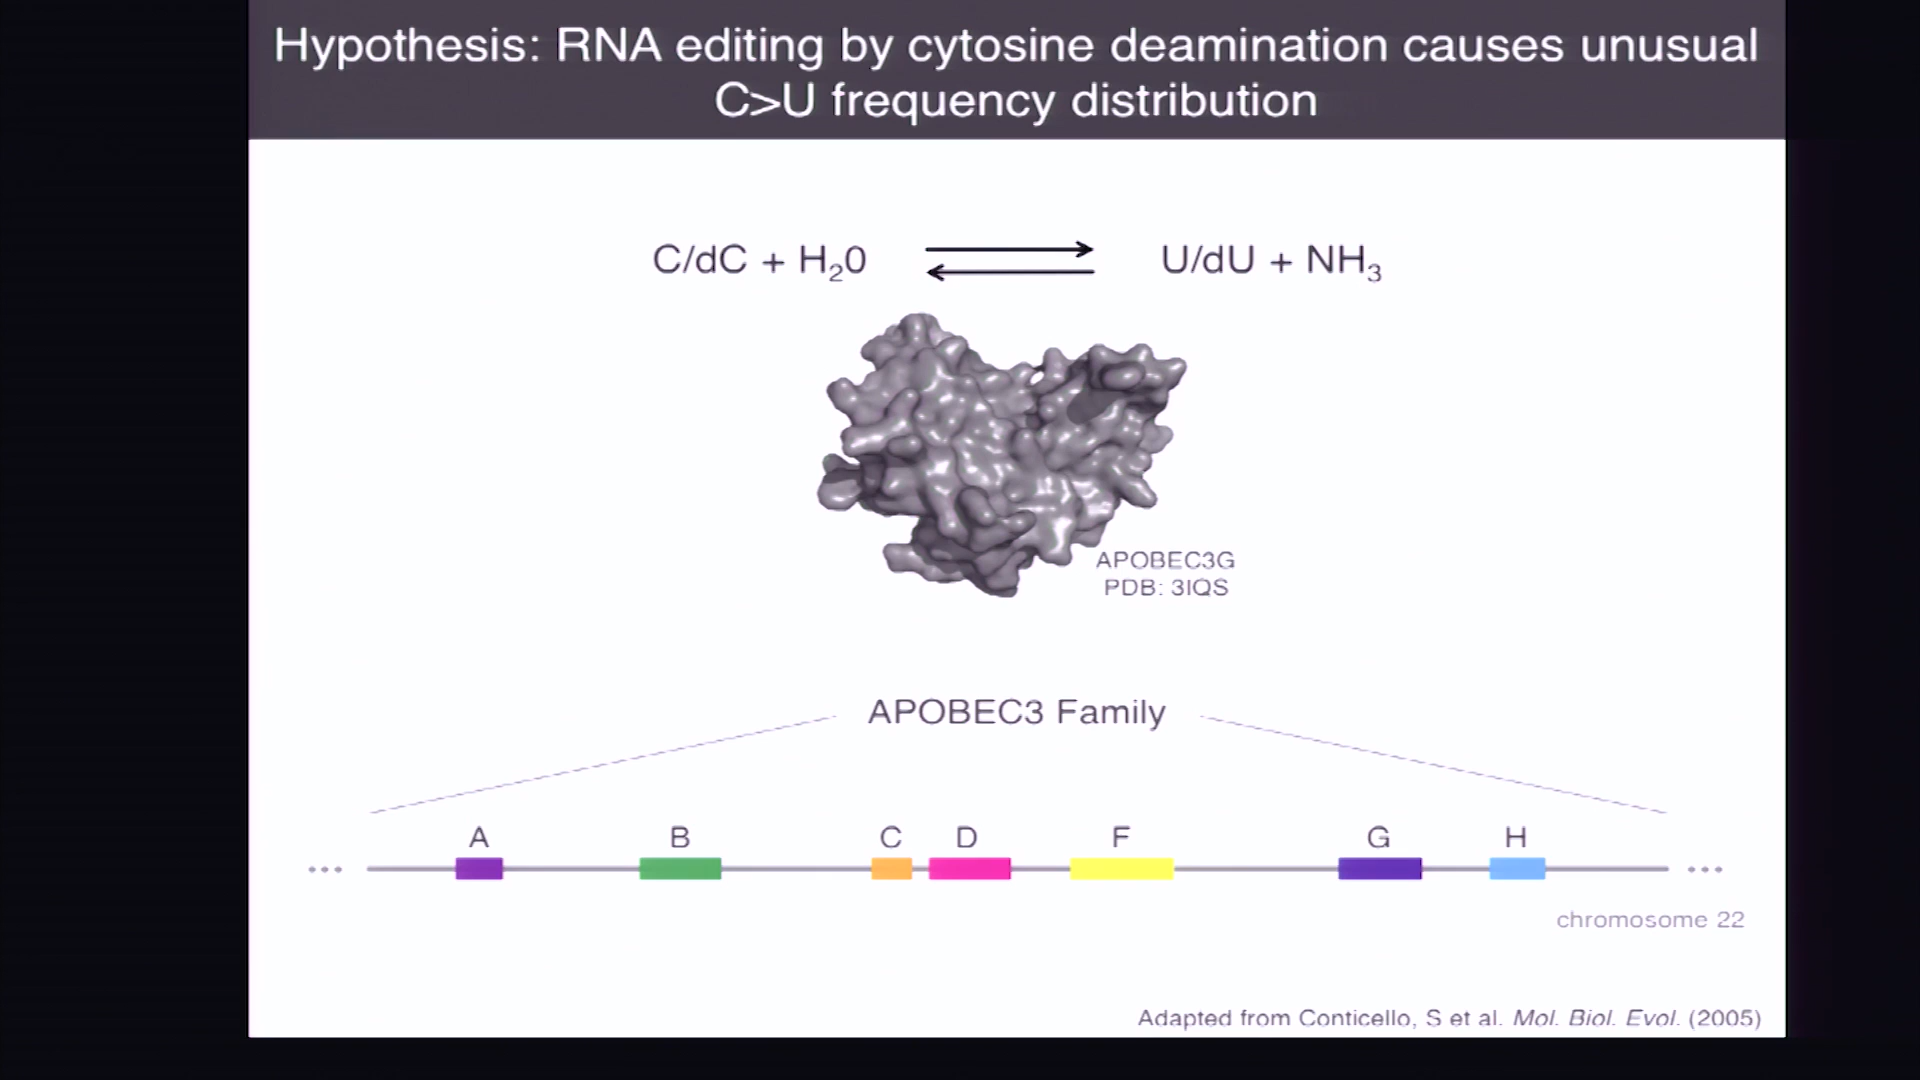 Hypothesis: RNA editing by cytosine deamination causes unusual
C>U frequency distribution
C/dC + H₂0 U/dU + NH₃
APOBEC3G
PDB: 3IQS
APOBEC3 Family
A B C D F G H
chromosome 22
Adapted from Conticello, S et al. Mol. Biol. Evol. (2005)